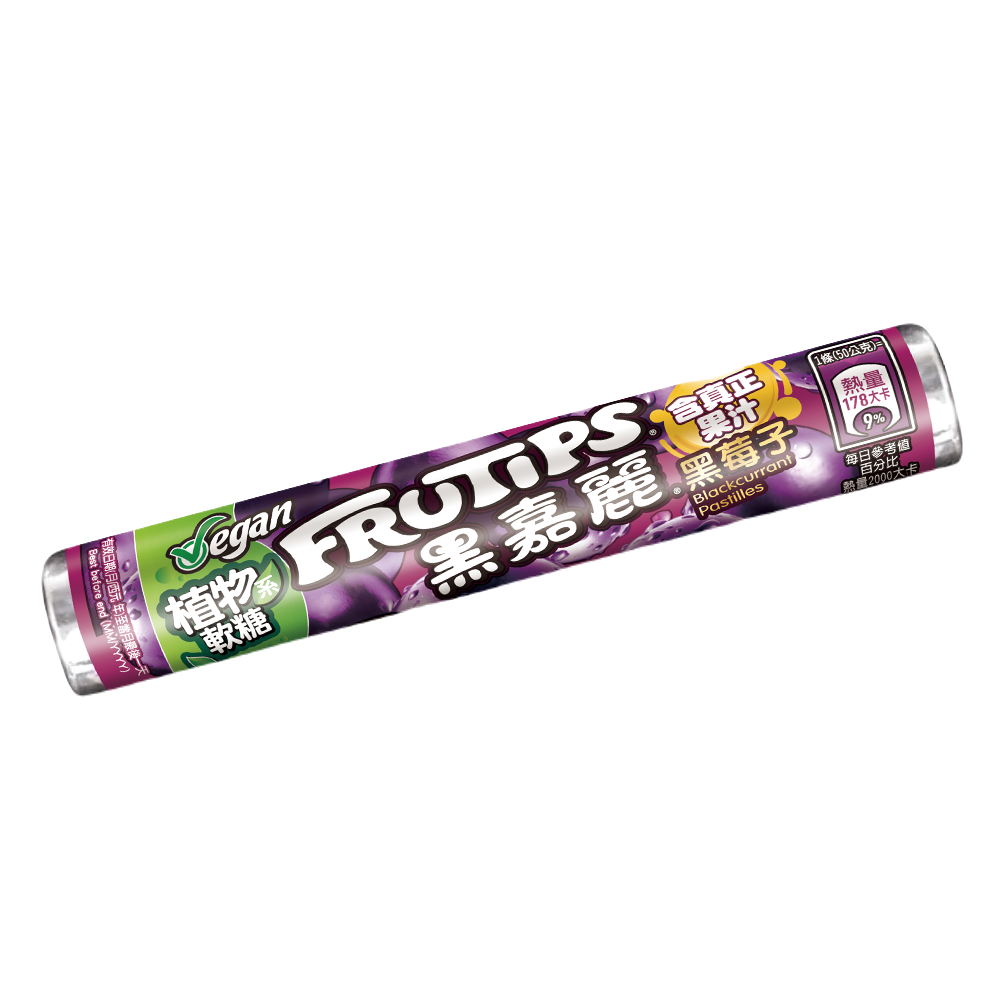 有效日期(月/西元年)至當月最後一天
Best before end (MM/YYYY)
Vegan
植物系
軟糖
FRUTIPS®
黑嘉麗®
含真正
果汁
黑莓子
Blackcurrant
Pastilles
1條(50公克)=
熱量
178大卡
9%
每日參考值
百分比
熱量2000大卡